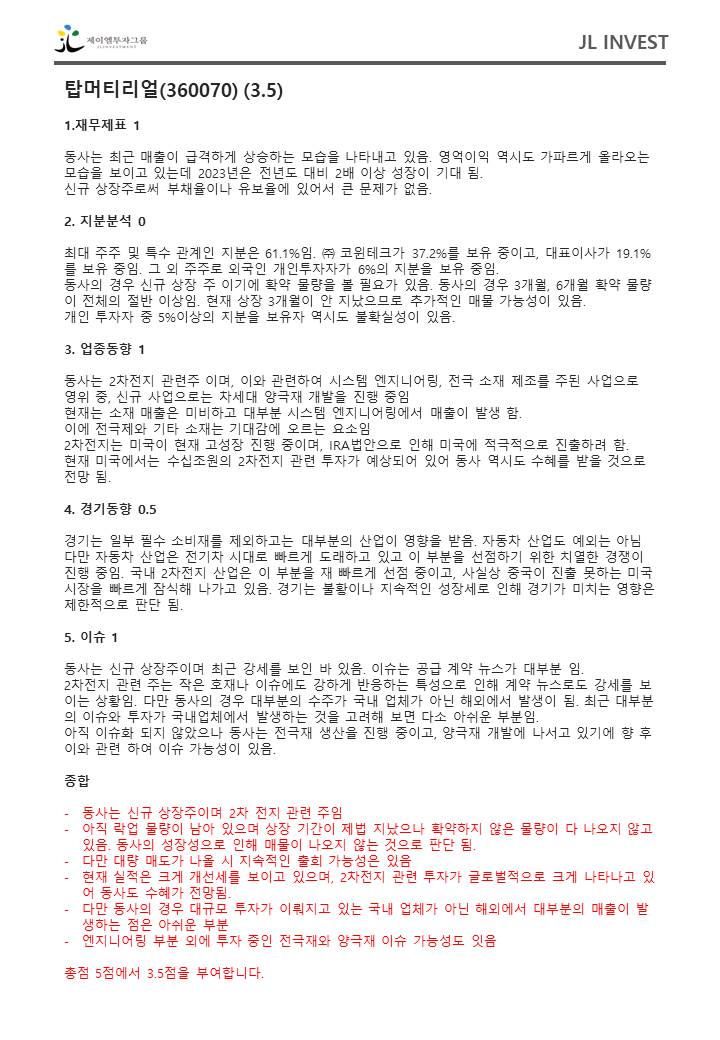 제이엘투자그룹
JLINVESTMENT
JL INVEST
탑머티리얼(360070) (3.5)
1.재무제표 1
동사는 최근 매출이 급격하게 상승하는 모습을 나타내고 있음. 영억이익 역시도 가파르게 올라오는
모습을 보이고 있는데 2023년은 전년도 대비 2배 이상 성장이 기대 됨.
신규 상장주로써 부채율이나 유보율에 있어서 큰 문제가 없음.
2. 지분분석 0
최대 주주 및 특수 관계인 지분은 61.1%임. ㈜ 코윈테크가 37.2%를 보유 중이고, 대표이사가 19.1%
를 보유 중임. 그 외 주주로 외국인 개인투자자가 6%의 지분을 보유 중임.
동사의 경우 신규 상장 주 이기에 확약 물량을 볼 필요가 있음. 동사의 경우 3개월, 6개월 확약 물량
이 전체의 절반 이상임. 현재 상장 3개월이 안 지났으므로 추가적인 매물 가능성이 있음.
개인 투자자 중 5%이상의 지분을 보유자 역시도 불확실성이 있음.
3. 업종동향 1
동사는 2차전지 관련주 이며, 이와 관련하여 시스템 엔지니어링, 전극 소재 제조를 주된 사업으로
영위 중, 신규 사업으로는 차세대 양극재 개발을 진행 중임
현재는 소재 매출은 미비하고 대부분 시스템 엔지니어링에서 매출이 발생 함.
이에 전극제와 기타 소재는 기대감에 오르는 요소임
2차전지는 미국이 현재 고성장 진행 중이며, IRA법안으로 인해 미국에 적극적으로 진출하려 함.
현재 미국에서는 수십조원의 2차전지 관련 투자가 예상되어 있어 동사 역시도 수혜를 받을 것으로
전망 됨.
4. 경기동향 0.5
경기는 일부 필수 소비재를 제외하고는 대부분의 산업이 영향을 받음. 자동차 산업도 예외는 아님
다만 자동차 산업은 전기차 시대로 빠르게 도래하고 있고 이 부분을 선점하기 위한 치열한 경쟁이
진행 중임. 국내 2차전지 산업은 이 부분을 재 빠르게 선점 중이고, 사실상 중국이 진출 못하는 미국
시장을 빠르게 잠식해 나가고 있음. 경기는 불황이나 지속적인 성장세로 인해 경기가 미치는 영향은
제한적으로 판단 됨.
5. 이슈 1
동사는 신규 상장주이며 최근 강세를 보인 바 있음. 이슈는 공급 계약 뉴스가 대부분 임.
2차전지 관련 주는 작은 호재나 이슈에도 강하게 반응하는 특성으로 인해 계약 뉴스로도 강세를 보
이는 상황임. 다만 동사의 경우 대부분의 수주가 국내 업체가 아닌 해외에서 발생이 됨. 최근 대부분
의 이슈와 투자가 국내업체에서 발생하는 것을 고려해 보면 다소 아쉬운 부분임.
아직 이슈화 되지 않았으나 동사는 전극재 생산을 진행 중이고, 양극재 개발에 나서고 있기에 향 후
이와 관련 하여 이슈 가능성이 있음.
종합
- 동사는 신규 상장주이며 2차 전지 관련 주임
- 아직 락업 물량이 남아 있으며 상장 기간이 제법 지났으나 확약하지 않은 물량이 다 나오지 않고
있음. 동사의 성장성으로 인해 매물이 나오지 않는 것으로 판단 됨.
- 다만 대량 매도가 나올 시 지속적인 출회 가능성은 있음
- 현재 실적은 크게 개선세를 보이고 있으며, 2차전지 관련 투자가 글로벌적으로 크게 나타나고 있
어 동사도 수혜가 전망됨.
- 다만 동사의 경우 대규모 투자가 이뤄지고 있는 국내 업체가 아닌 해외에서 대부분의 매출이 발
생하는 점은 아쉬운 부분
- 엔지니어링 부분 외에 투자 중인 전극재와 양극재 이슈 가능성도 잇음
총점 5점에서 3.5점을 부여합니다.